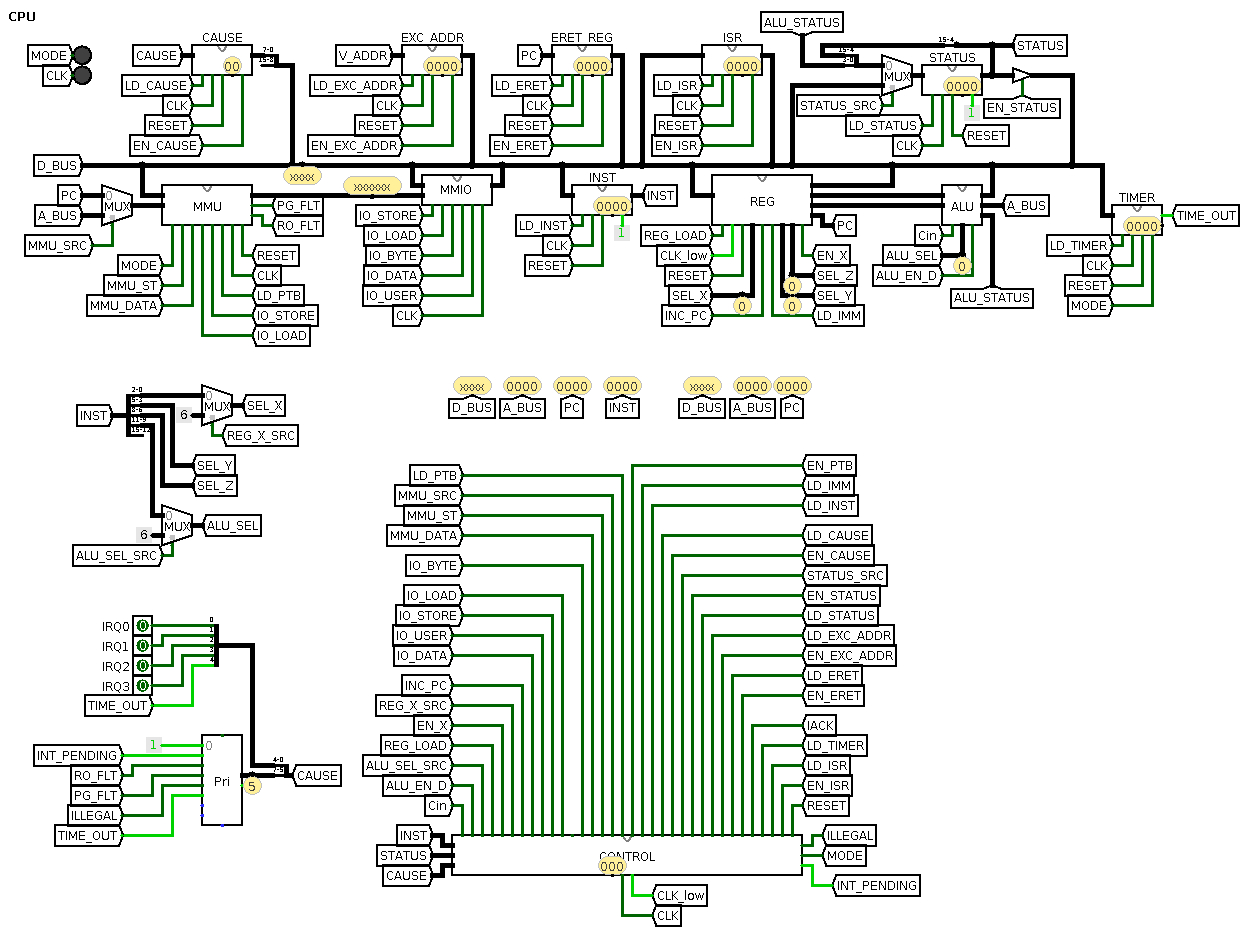 CPU
MODE
CLK
CAUSE
CAUSE
7-0
15-8
00
LD_CAUSE
CLK
RESET
EN_CAUSE
EXC_ADDR
V_ADDR
0000
LD_EXC_ADDR
CLK
RESET
EN_EXC_ADDR
ERET_REG
PC
0000
LD_ERET
CLK
RESET
EN_ERET
ISR
0000
LD_ISR
CLK
RESET
EN_ISR
ALU_STATUS
15-4
15-4
3-0
STATUS
STATUS
0
MUX
0000
1
STATUS_SRC
LD_STATUS
CLK
RESET
EN_STATUS
D_BUS
xxxx
xxxxxx
PC
A_BUS
MMU_SRC
0
MUX
MMU
PG_FLT
RO_FLT
MODE
MMU_ST
MMU_DATA
RESET
CLK
LD_PTB
IO_STORE
IO_LOAD
MMIO
IO_STORE
IO_LOAD
IO_BYTE
IO_DATA
IO_USER
CLK
INST
0000
INST
LD_INST
1
CLK
RESET
REG
PC
REG_LOAD
CLK_low
RESET
SEL_X
INC_PC
0
0
0
EN_X
SEL_Z
SEL_Y
LD_IMM
ALU
A_BUS
Cin
ALU_SEL
ALU_EN_D
0
ALU_STATUS
TIMER
0000
TIME_OUT
LD_TIMER
CLK
RESET
MODE
INST
2-0
5-3
8-6
11-9
15-12
0
MUX
6
SEL_X
REG_X_SRC
SEL_Y
SEL_Z
0
MUX
6
ALU_SEL
ALU_SEL_SRC
xxxx
0000
0000
0000
xxxx
0000
0000
D_BUS
A_BUS
PC
INST
D_BUS
A_BUS
PC
IRQ0
IRQ1
IRQ2
IRQ3
0
0
0
0
0
1
2
3
4
TIME_OUT
1
INT_PENDING
RO_FLT
PG_FLT
ILLEGAL
TIME_OUT
0
Pri
5
4-0
7-5
CAUSE
LD_PTB
MMU_SRC
MMU_ST
MMU_DATA
IO_BYTE
IO_LOAD
IO_STORE
IO_USER
IO_DATA
INC_PC
REG_X_SRC
EN_X
REG_LOAD
ALU_SEL_SRC
ALU_EN_D
Cin
EN_PTB
LD_IMM
LD_INST
LD_CAUSE
EN_CAUSE
STATUS_SRC
EN_STATUS
LD_STATUS
LD_EXC_ADDR
EN_EXC_ADDR
LD_ERET
EN_ERET
IACK
LD_TIMER
LD_ISR
EN_ISR
RESET
INST
STATUS
CAUSE
CONTROL
000
ILLEGAL
MODE
INT_PENDING
CLK_low
CLK